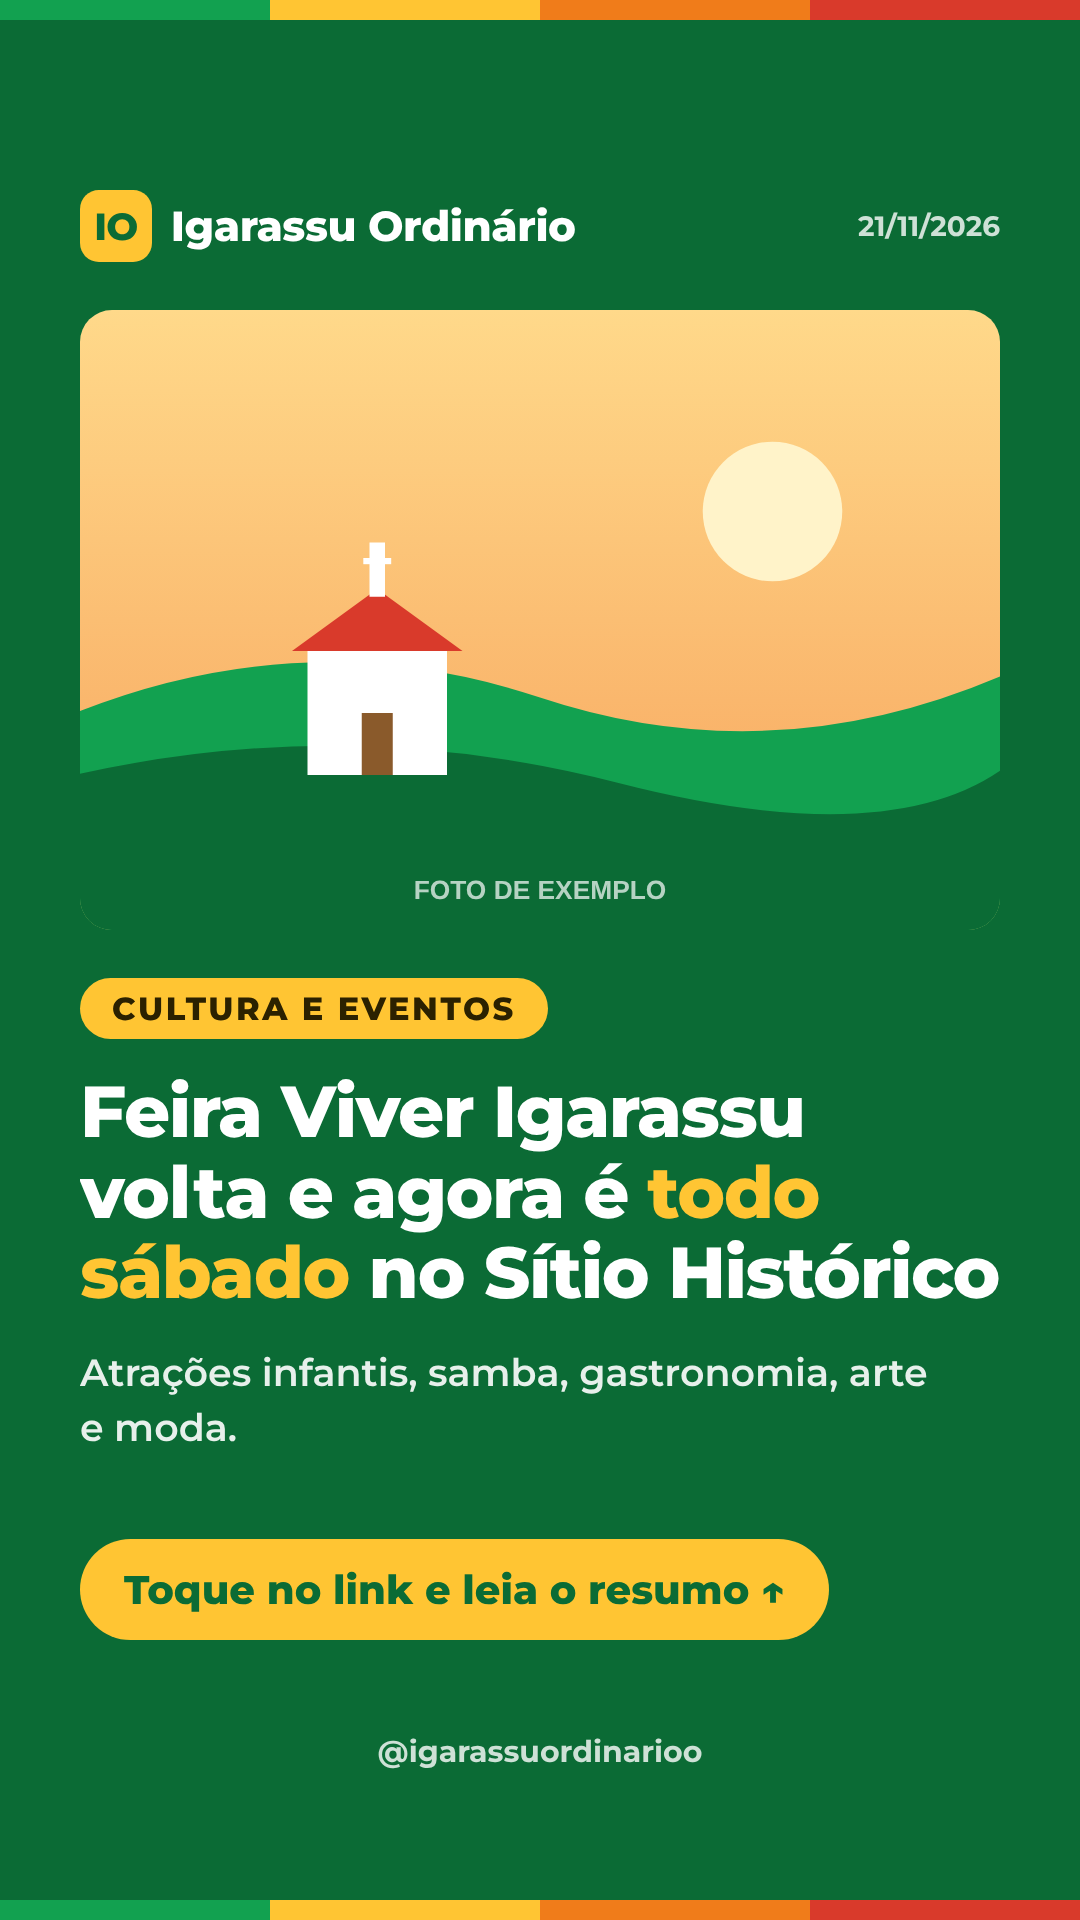 IO Igarassu Ordinário 21/11/2026
FOTO DE EXEMPLO
CULTURA E EVENTOS
Feira Viver Igarassu
volta e agora é todo
sábado no Sítio Histórico
Atrações infantis, samba, gastronomia, arte
e moda.
Toque no link e leia o resumo ↑
@igarassuordinarioo